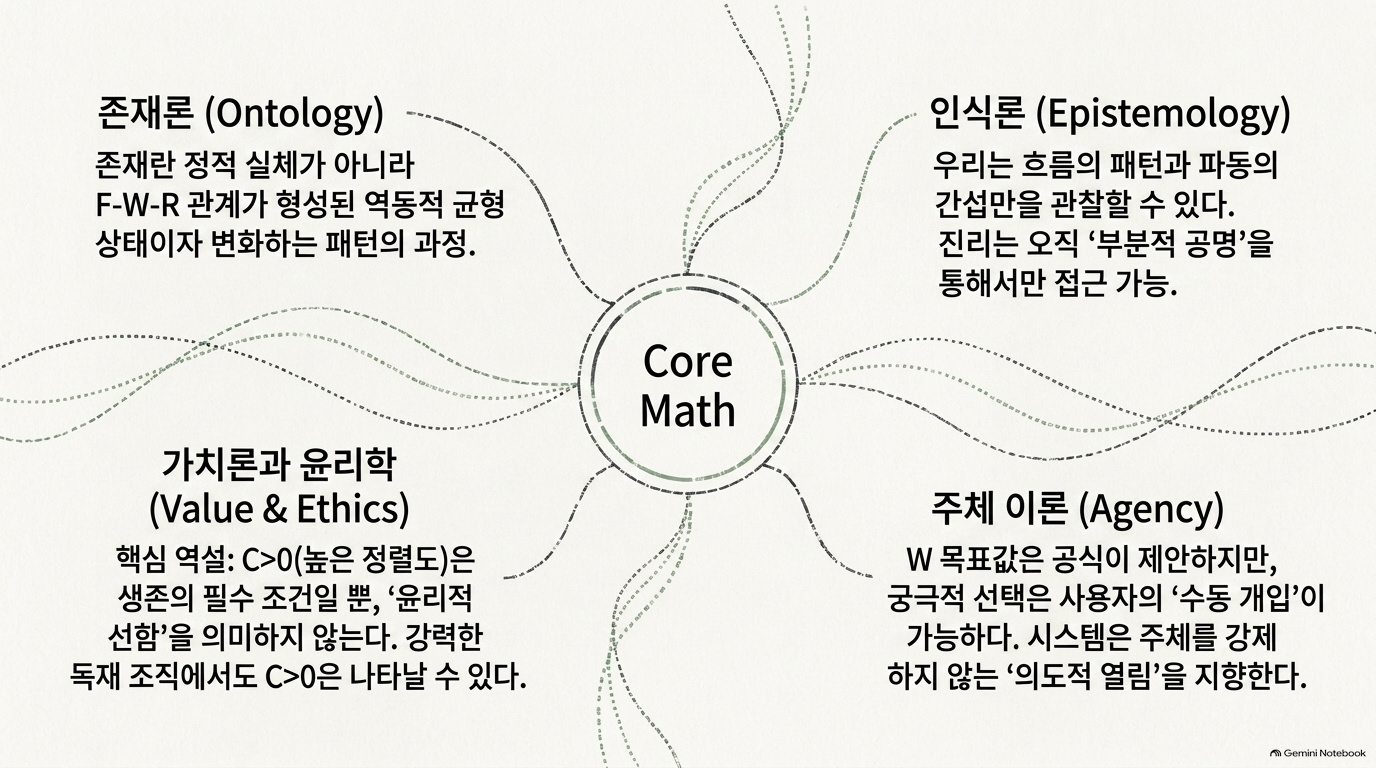 존재론 (Ontology)
존재란 정적 실체가 아니라
F-W-R 관계가 형성된 역동적 균형
상태이자 변화하는 패턴의 과정.
인식론 (Epistemology)
우리는 흐름의 패턴과 파동의
간섭만을 관찰할 수 있다.
진리는 오직 ‘부분적 공명’을
통해서만 접근 가능.
Core
Math
가치론과 윤리학
(Value & Ethics)
핵심 역설: C>0(높은 정렬도)은
생존의 필수 조건일 뿐, ‘윤리적
선함’을 의미하지 않는다. 강력한
독재 조직에서도 C>0은 나타날 수 있다.
주체 이론 (Agency)
W 목표값은 공식이 제안하지만,
궁극적 선택은 사용자의 ‘수동 개입’이
가능하다. 시스템은 주체를 강제
하지 않는 ‘의도적 열림’을 지향한다.
Gemini Notebook